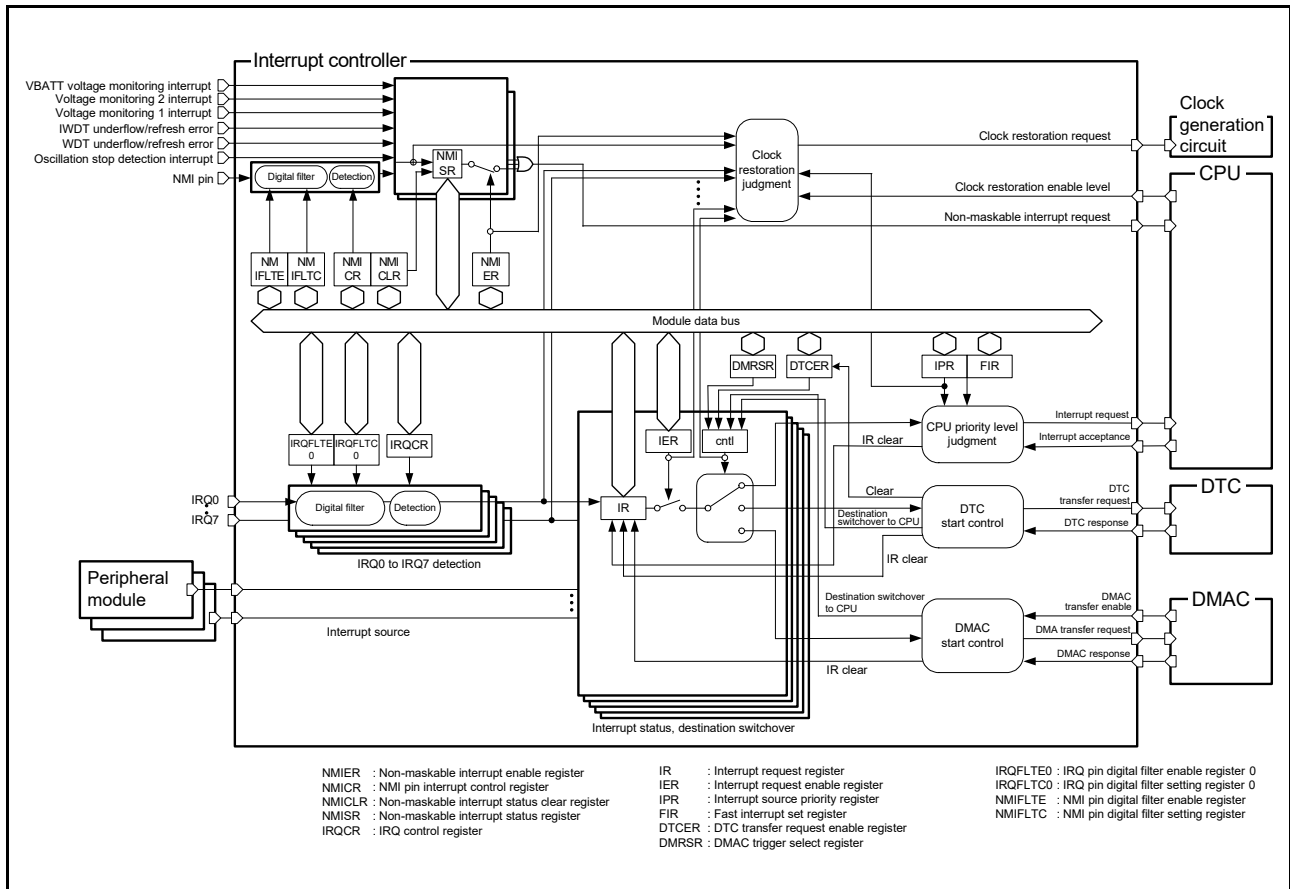 Interrupt controller
VBATT voltage monitoring interrupt
Voltage monitoring 2 interrupt
Voltage monitoring 1 interrupt
IWDT underflow/refresh error
WDT underflow/refresh error
Oscillation stop detection interrupt
NMI pin
Digital filter
Detection
NMI
SR
Clock
restoration
judgment
Clock restoration request
Clock restoration enable level
Non-maskable interrupt request
Clock
generation
circuit
CPU
NM
IFLTE
NM
IFLTC
NMI
CR
NMI
CLR
NMI
ER
Module data bus
DMRSR
DTCER
IPR
FIR
IRQFLTE
0
IRQFLTC
0
IRQCR
IER
cntl
CPU priority level
judgment
IR clear
Interrupt request
Interrupt acceptance
IRQ0
IRQ7
Digital filter
Detection
IRQ0 to IRQ7 detection
IR
Clear
Destination
switchover to CPU
DTC
start control
IR clear
DTC
transfer request
DTC response
DTC
Peripheral
module
Interrupt source
Destination switchover
to CPU
DMAC
start control
IR clear
DMAC
transfer enable
DMA transfer request
DMAC response
DMAC
Interrupt status, destination switchover
NMIER : Non-maskable interrupt enable register
NMICR : NMI pin interrupt control register
NMICLR : Non-maskable interrupt status clear register
NMISR : Non-maskable interrupt status register
IRQCR : IRQ control register
IR : Interrupt request register
IER : Interrupt request enable register
IPR : Interrupt source priority register
FIR : Fast interrupt set register
DTCER : DTC transfer request enable register
DMRSR : DMAC trigger select register
IRQFLTE0 : IRQ pin digital filter enable register 0
IRQFLTC0 : IRQ pin digital filter setting register 0
NMIFLTE : NMI pin digital filter enable register
NMIFLTC : NMI pin digital filter setting register